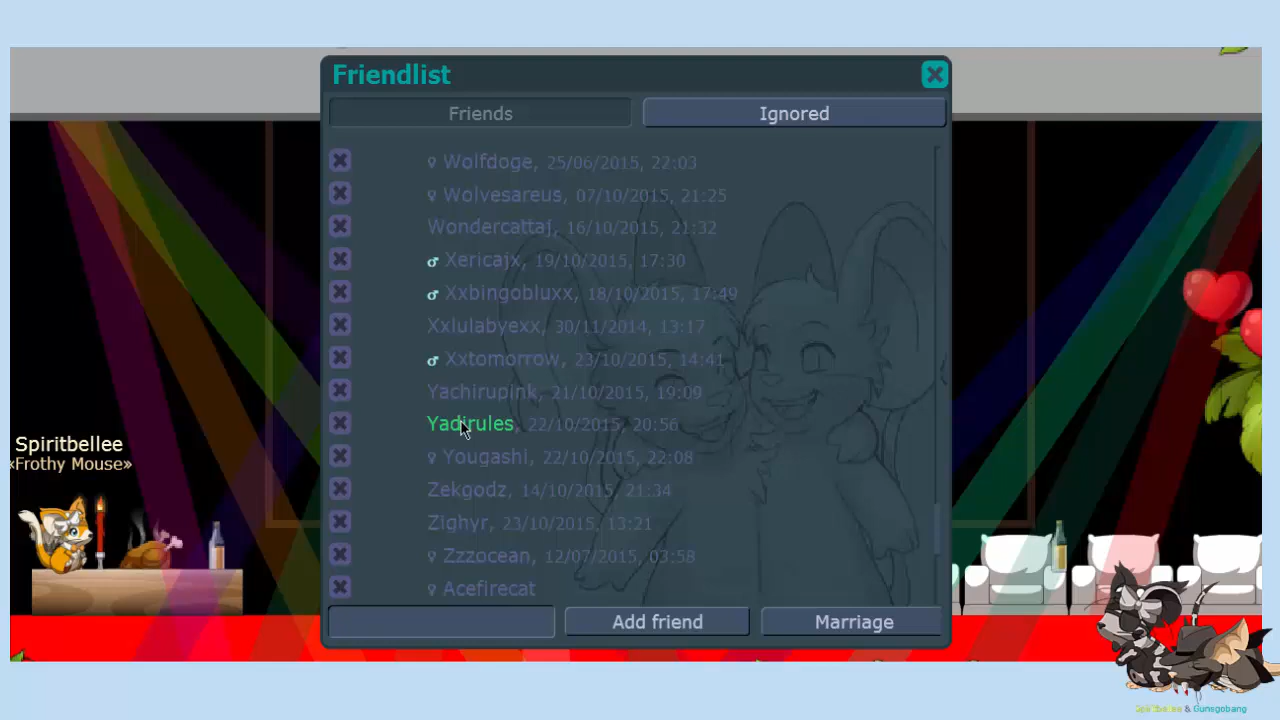 Friendlist
Friends
Ignored
♀ Wolfdoge, 25/06/2015, 22:03
♀ Wolvesareus, 07/10/2015, 21:25
Wondercattaj, 16/10/2015, 21:32
♂ Xericajx, 19/10/2015, 17:30
♂ Xxbingobluxx, 18/10/2015, 17:49
Xxlulabyexx, 30/11/2014, 13:17
♂ Xxtomorrow, 23/10/2015, 14:41
Yachirupink, 21/10/2015, 19:09
Yadirules, 22/10/2015, 20:56
♀ Yougashi, 22/10/2015, 22:08
Zekgodz, 14/10/2015, 21:34
Zighyr, 23/10/2015, 13:21
♀ Zzzocean, 12/07/2015, 03:58
♀ Acefirecat
Add friend
Marriage
Spiritbellee
«Frothy Mouse»
Spiritbellee & Gunsgobang